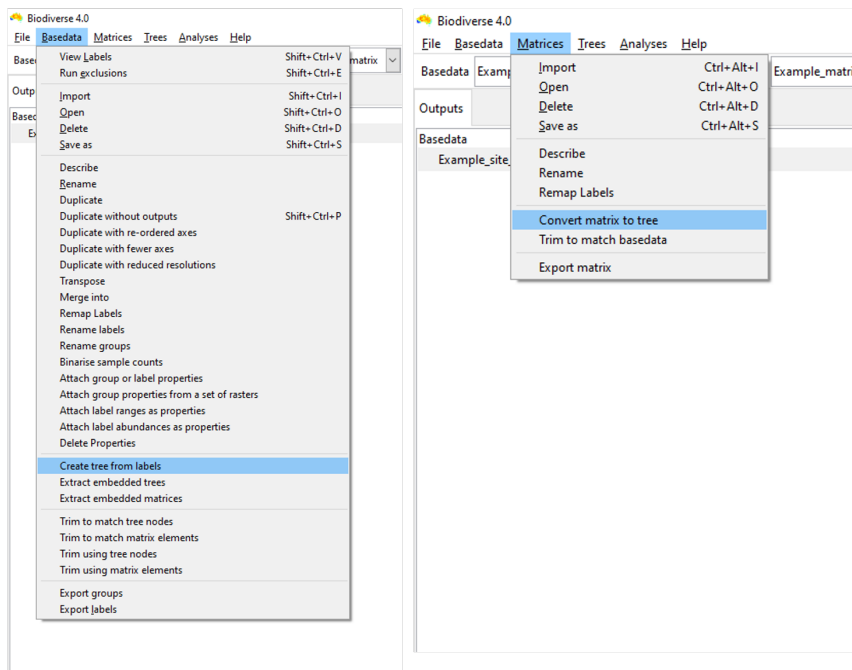 Biodiverse 4.0
File Basedata Matrices Trees Analyses Help
matrix
View Labels Shift+Ctrl+V
Run exclusions Shift+Ctrl+E
Import Shift+Ctrl+I
Open Shift+Ctrl+O
Delete Shift+Ctrl+D
Save as Shift+Ctrl+S
Describe
Rename
Duplicate
Duplicate without outputs Shift+Ctrl+P
Duplicate with re-ordered axes
Duplicate with fewer axes
Duplicate with reduced resolutions
Transpose
Merge into
Remap Labels
Rename labels
Rename groups
Binarise sample counts
Attach group or label properties
Attach group properties from a set of rasters
Attach label ranges as properties
Attach label abundances as properties
Delete Properties
Create tree from labels
Extract embedded trees
Extract embedded matrices
Trim to match tree nodes
Trim to match matrix elements
Trim using tree nodes
Trim using matrix elements
Export groups
Export labels
Biodiverse 4.0
File Basedata Matrices Trees Analyses Help
Basedata Examp Example_matri
Outputs
Basedata
Example_site_
Import Ctrl+Alt+I
Open Ctrl+Alt+O
Delete Ctrl+Alt+D
Save as Ctrl+Alt+S
Describe
Rename
Remap Labels
Convert matrix to tree
Trim to match basedata
Export matrix